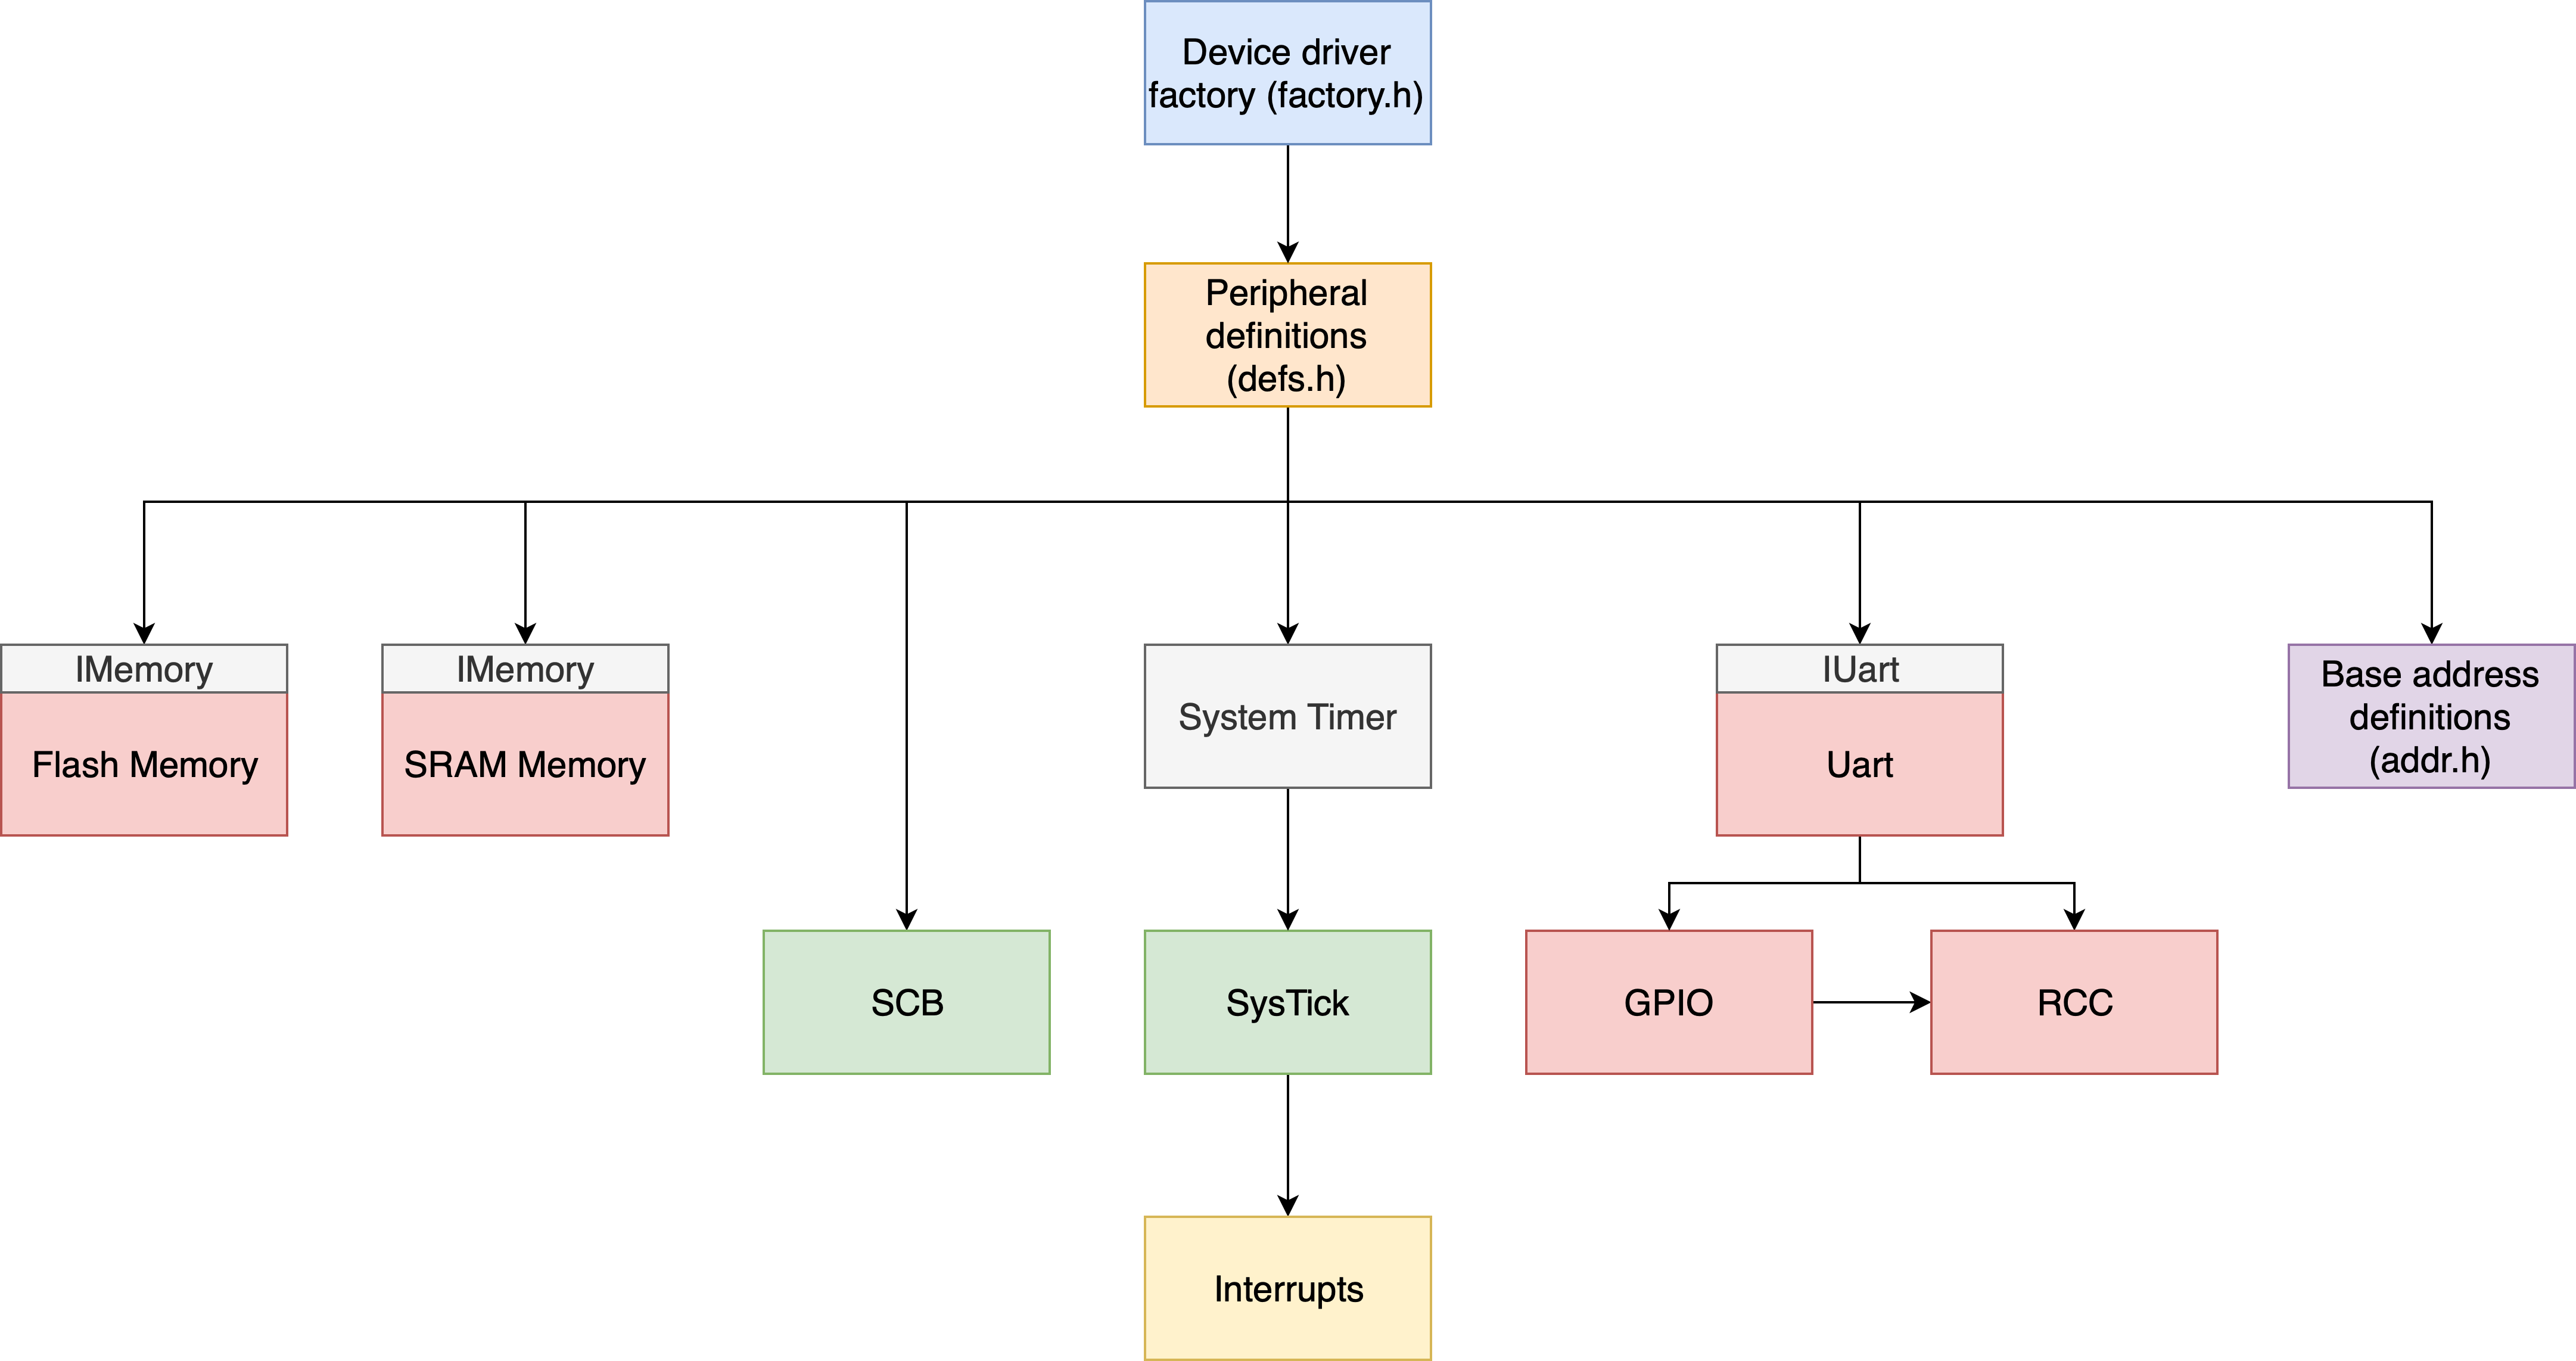 Device driver
factory (factory.h)
Peripheral
definitions
(defs.h)
IMemory
Flash Memory
IMemory
SRAM Memory
System Timer
IUart
Uart
Base address
definitions
(addr.h)
SCB
SysTick
GPIO
RCC
Interrupts